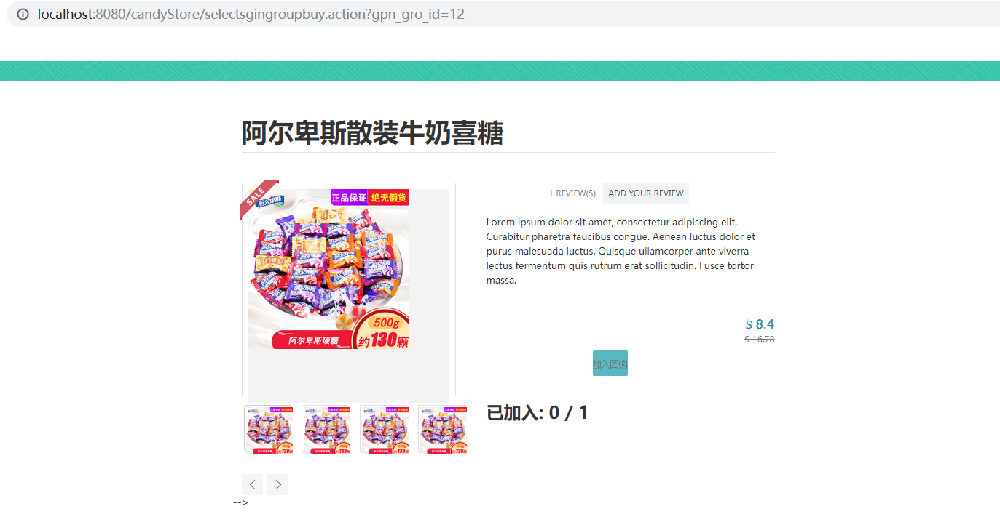 localhost:8080/candyStore/selectsgingroupbuy.action?gpn_gro_id=12
阿尔卑斯散装牛奶喜糖
SALE
阿尔卑斯
正品保证 绝无假货
500g
阿尔卑斯硬糖
约130颗
1 REVIEW(S) ADD YOUR REVIEW
Lorem ipsum dolor sit amet, consectetur adipiscing elit.
Curabitur pharetra faucibus congue. Aenean luctus dolor et
purus malesuada luctus. Quisque ullamcorper ante viverra
lectus fermentum quis rutrum erat sollicitudin. Fusce tortor
massa.
$ 8.4
$ 16.78
加入团购
已加入: 0 / 1
-->